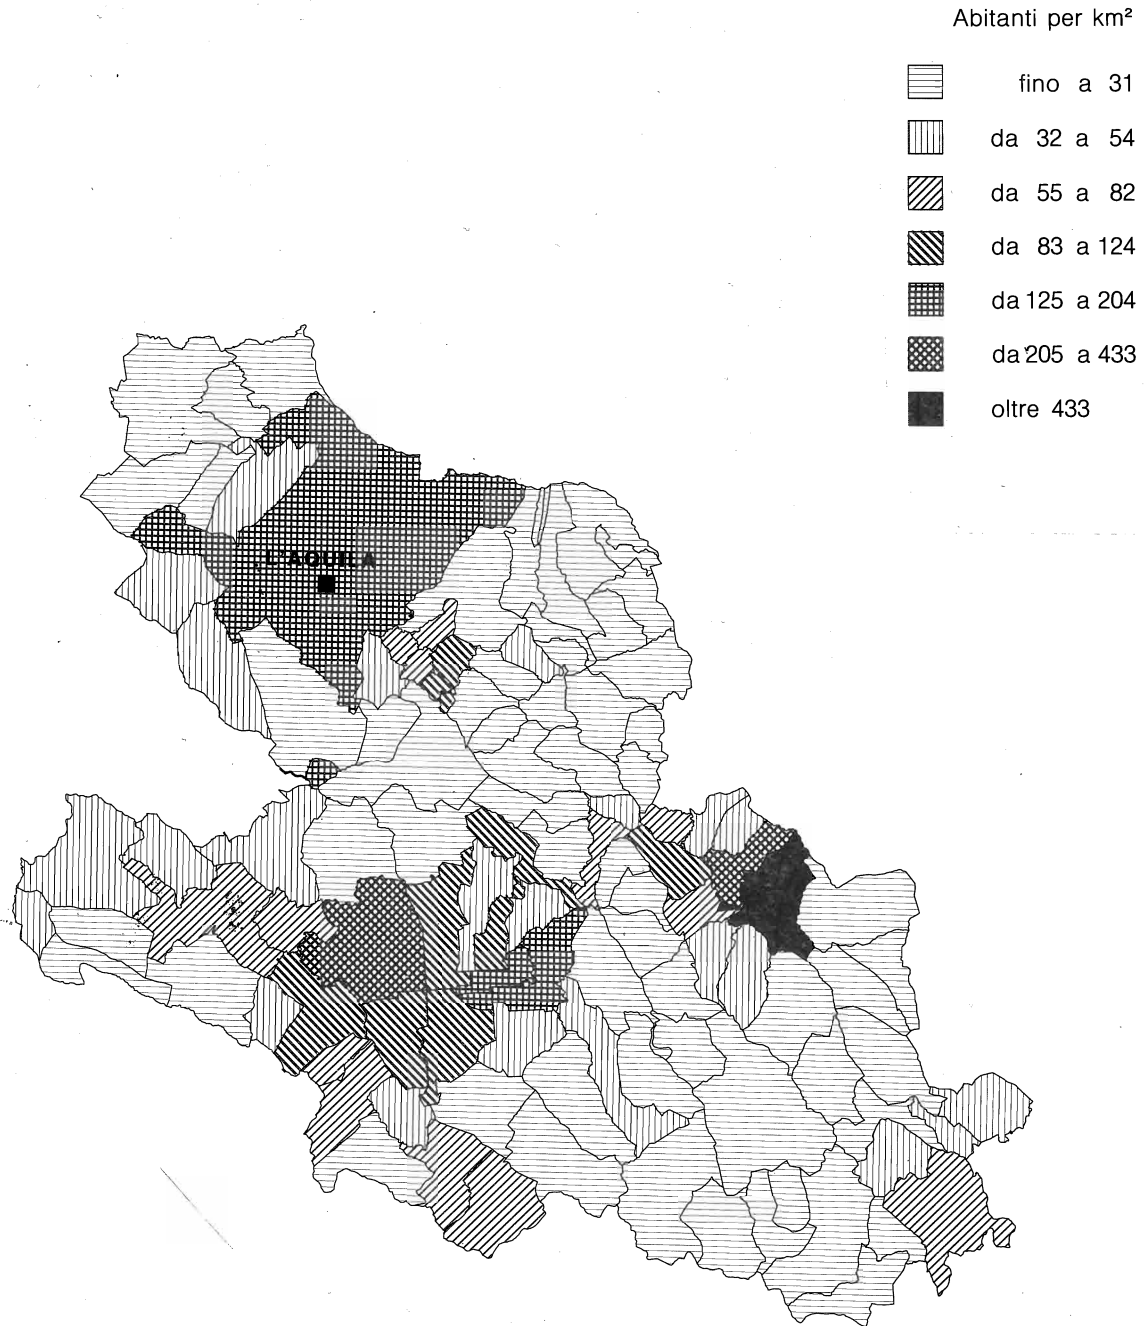 Abitanti per km²
fino a 31
da 32 a 54
da 55 a 82
da 83 a 124
da 125 a 204
da 205 a 433
oltre 433
L'AQUILA